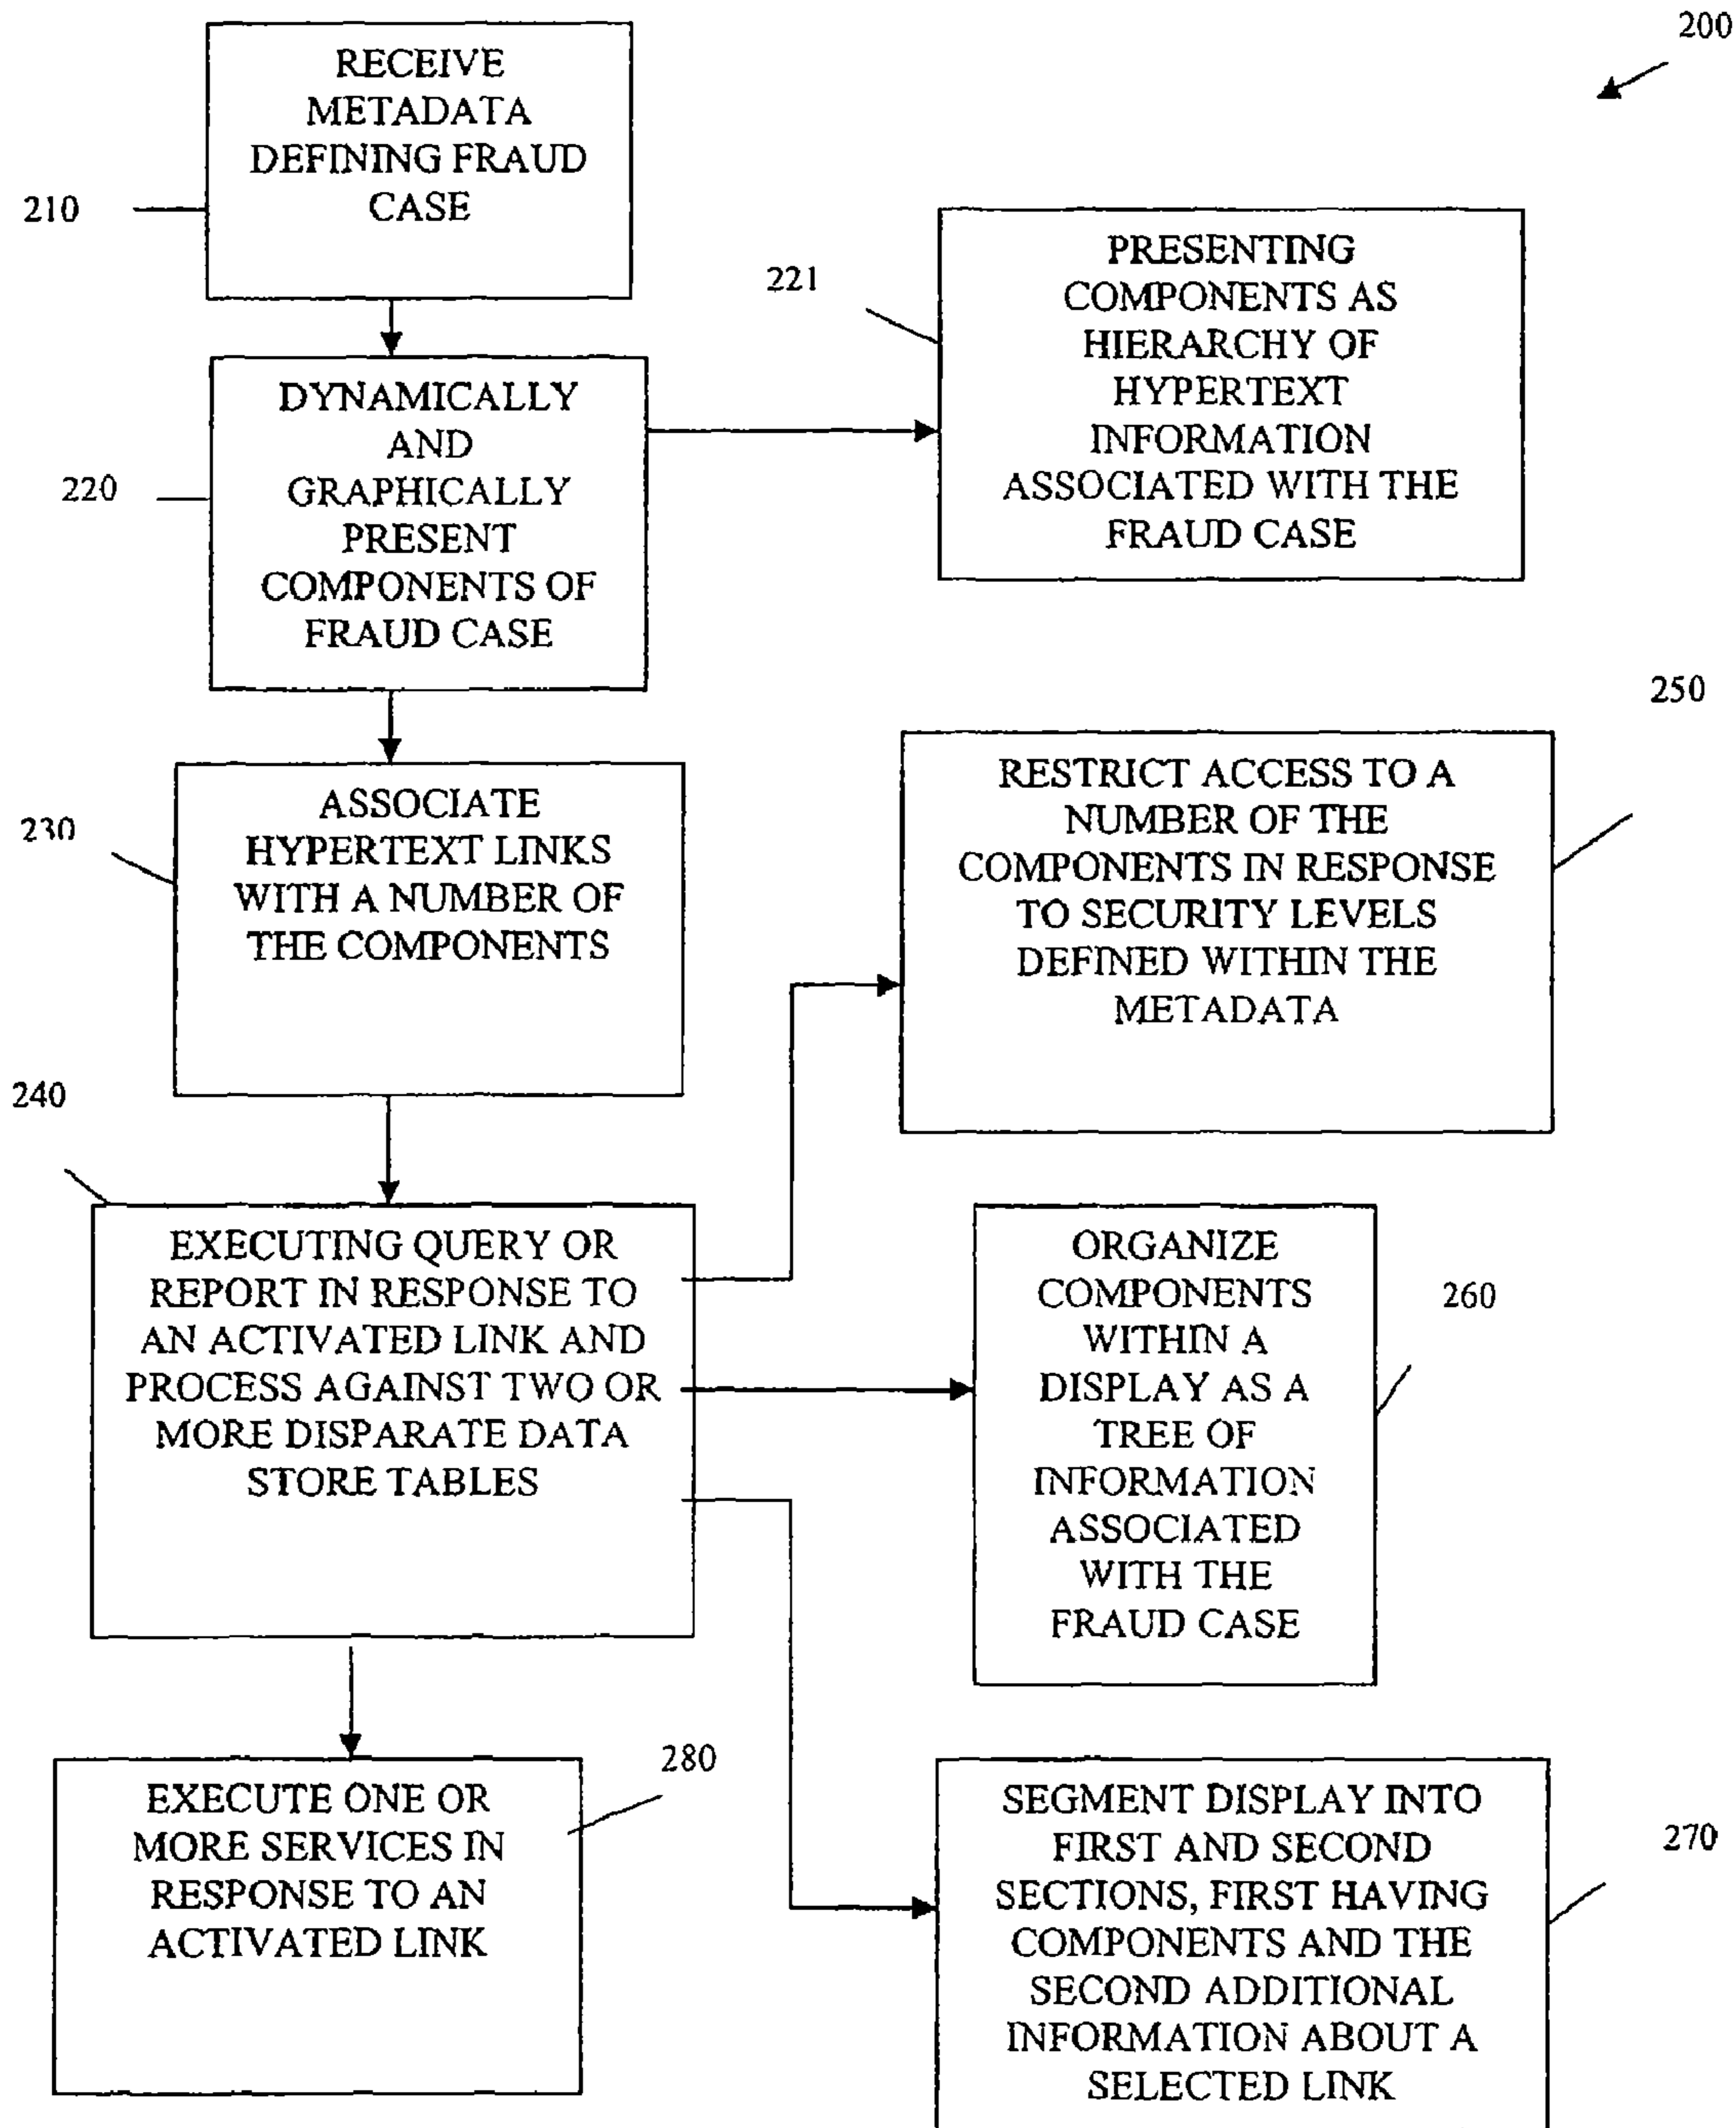 200
RECEIVE
METADATA
DEFINING FRAUD
CASE
210
PRESENTING
COMPONENTS AS
HIERARCHY OF
HYPERTEXT
INFORMATION
ASSOCIATED WITH THE
FRAUD CASE
221
DYNAMICALLY
AND
GRAPHICALLY
PRESENT
COMPONENTS OF
FRAUD CASE
220
250
RESTRICT ACCESS TO A
NUMBER OF THE
COMPONENTS IN RESPONSE
TO SECURITY LEVELS
DEFINED WITHIN THE
METADATA
ASSOCIATE
HYPERTEXT LINKS
WITH A NUMBER OF
THE COMPONENTS
230
240
EXECUTING QUERY OR
REPORT IN RESPONSE TO
AN ACTIVATED LINK AND
PROCESS AGAINST TWO OR
MORE DISPARATE DATA
STORE TABLES
ORGANIZE
COMPONENTS
WITHIN A
DISPLAY AS A
TREE OF
INFORMATION
ASSOCIATED
WITH THE
FRAUD CASE
260
EXECUTE ONE OR
MORE SERVICES IN
RESPONSE TO AN
ACTIVATED LINK
280
SEGMENT DISPLAY INTO
FIRST AND SECOND
SECTIONS, FIRST HAVING
COMPONENTS AND THE
SECOND ADDITIONAL
INFORMATION ABOUT A
SELECTED LINK
270